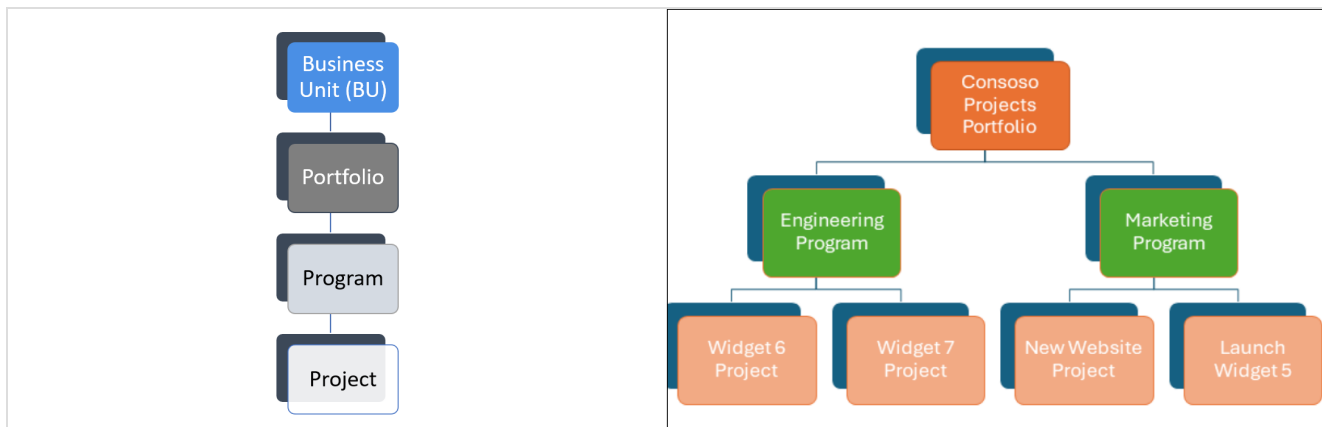 Business
Unit (BU)
Portfolio
Program
Project
Consoso
Projects
Portfolio
Engineering
Program
Marketing
Program
Widget 6
Project
Widget 7
Project
New Website
Project
Launch
Widget 5